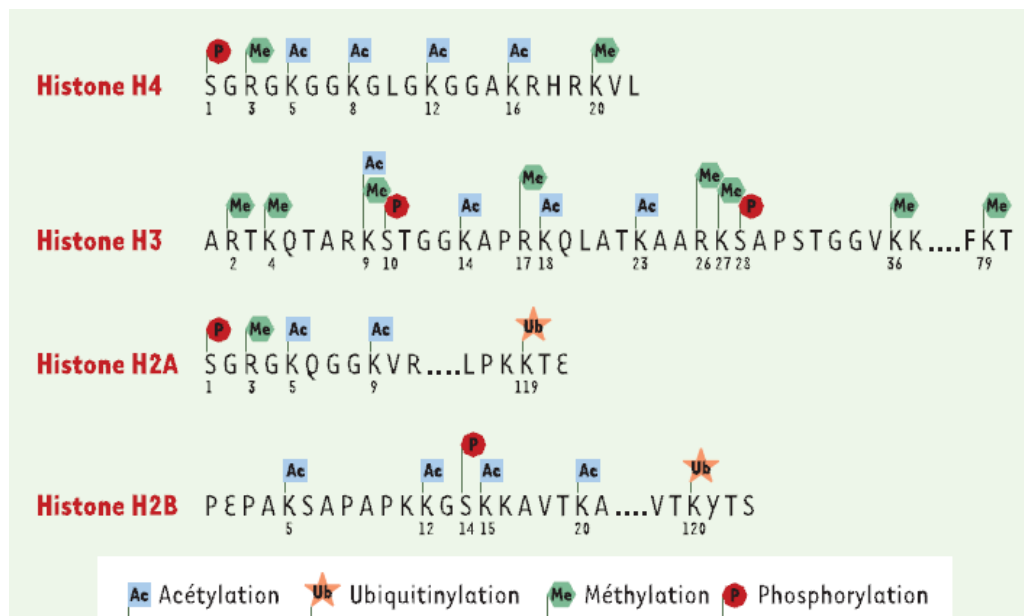 P Me Ac Ac Ac Ac Me
Histone H4 SGRGKGGKGLGKGGAKRHRKVL
1 3 5 8 12 16 20
Ac Me
Me Me Me P Ac Me Ac Ac Me P Me Me
Histone H3 ARTKQTARKSTGGKAPRKQLATKAARKSAPSTGGVKK....FKT
2 4 9 10 14 17 18 23 26 27 28 36 79
P Me Ac Ac Ub
Histone H2A SGRGKQGGKVR....LPKKTE
1 3 5 9 119
P
Ac Ac Ac Ac Ub
Histone H2B PEPAKSAPAPKKGSKKAVTKA....VTKYTS
5 12 14 15 20 120
Ac Acétylation Ub Ubiquitinylation Me Méthylation P Phosphorylation